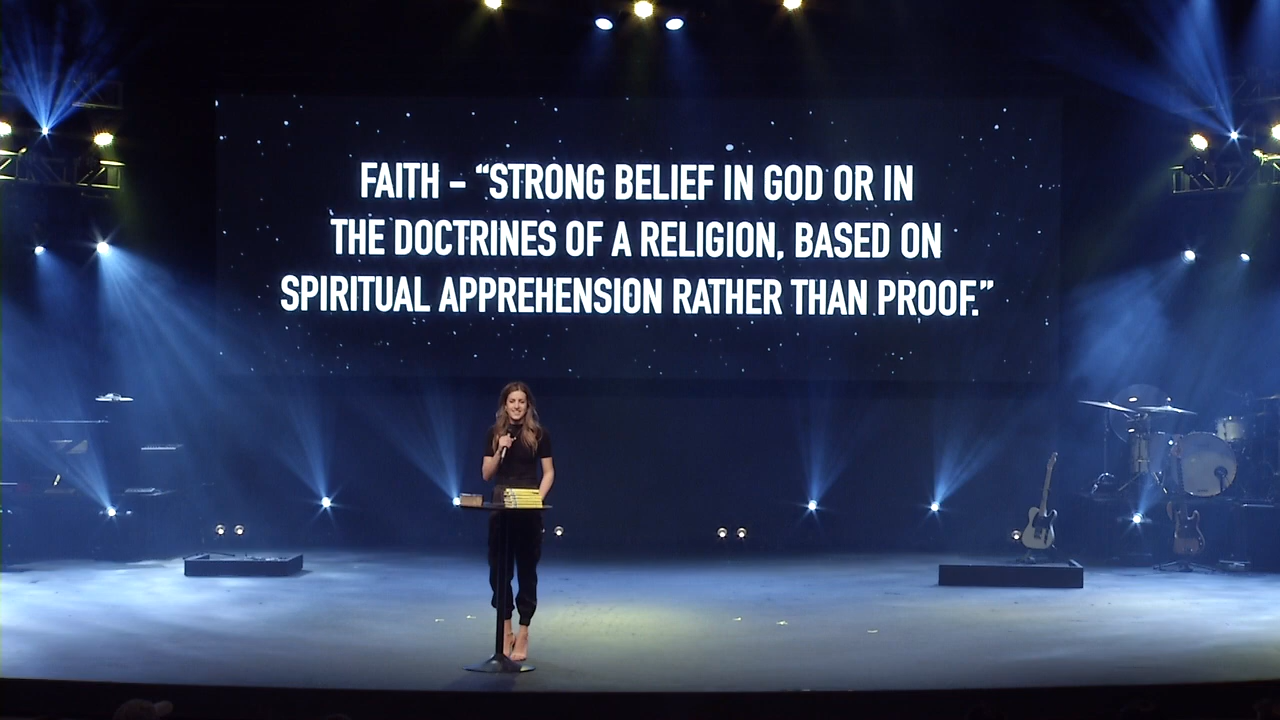 FAITH – “STRONG BELIEF IN GOD OR IN
THE DOCTRINES OF A RELIGION, BASED ON
SPIRITUAL APPREHENSION RATHER THAN PROOF.”